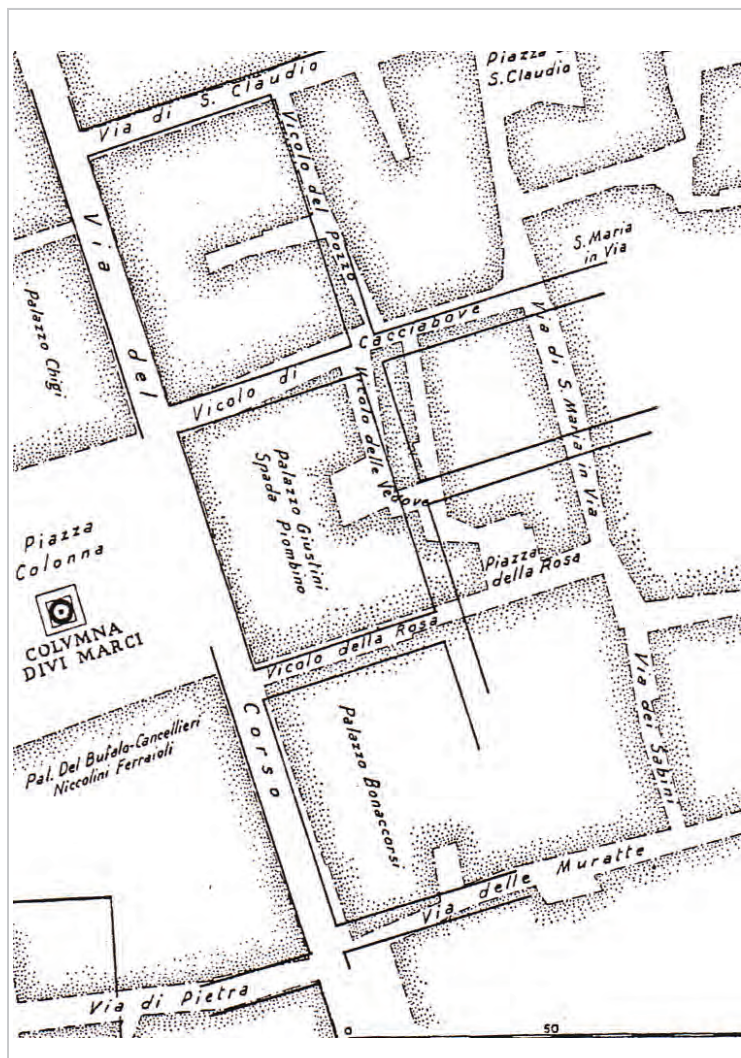 Piazza
S. Claudio
Via di S. Claudio
Vicolo del Pozzo
S. Maria
in Via
Via del Corso
Palazzo Chigi
Cacciabove
Vicolo di
Via di S. Maria in Via
Vicolo delle Vedove
Palazzo Giustini
Spada Piombino
Piazza
Colonna
Piazza
della Rosa
COLVMNA
DIVI MARCI
Vicolo della Rosa
Via dei Sabini
Pal. Del Bufalo-Cancellieri
Niccolini Ferraioli
Palazzo Bonaccorsi
Via delle Muratte
Via di Pietra
0 50